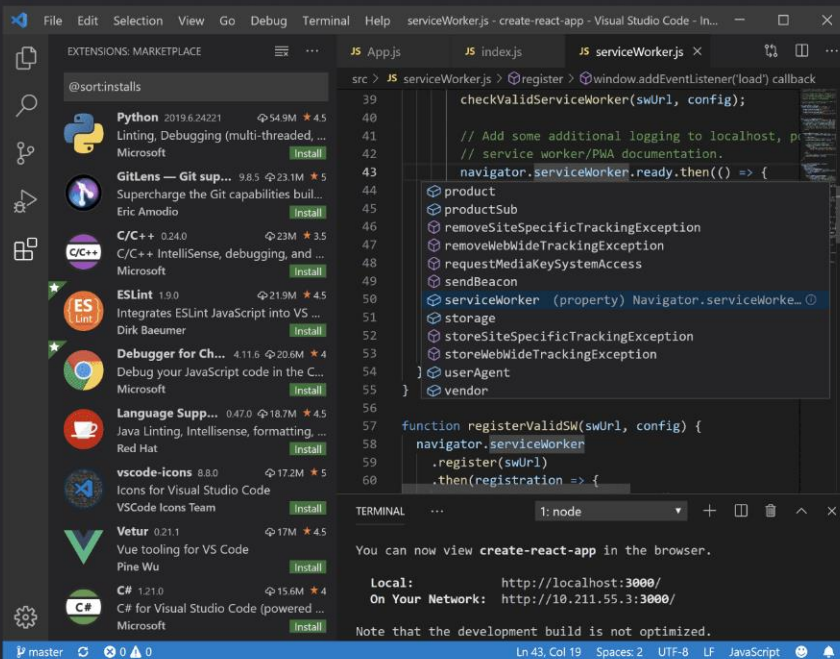 File Edit Selection View Go Debug Terminal Help serviceWorker.js - create-react-app - Visual Studio Code - In...
EXTENSIONS: MARKETPLACE
@sort:installs
Python 2019.6.24221 54.9M ★ 4.5
Linting, Debugging (multi-threaded, ...
Microsoft Install
GitLens — Git sup... 9.8.5 23.1M ★ 5
Supercharge the Git capabilities buil...
Eric Amodio Install
C/C++ 0.24.0 23M ★ 3.5
C/C++
C/C++ IntelliSense, debugging, and ...
Microsoft Install
ESLint 1.9.0 21.9M ★ 4.5
ES
Lint
Integrates ESLint JavaScript into VS ...
Dirk Baeumer Install
Debugger for Ch... 4.11.6 20.6M ★ 4
Debug your JavaScript code in the C...
Microsoft Install
Language Supp... 0.47.0 18.7M ★ 4.5
Java Linting, Intellisense, formatting, ...
Red Hat Install
vscode-icons 8.8.0 17.2M ★ 5
Icons for Visual Studio Code
VSCode Icons Team Install
Vetur 0.21.1 17M ★ 4.5
Vue tooling for VS Code
Pine Wu Install
C# 1.21.0 15.6M ★ 4
C#
C# for Visual Studio Code (powered ...
Microsoft Install
JS App.js JS index.js JS serviceWorker.js ×
src > JS serviceWorker.js > register > window.addEventListener('load') callback
39 checkValidServiceWorker(swUrl, config);
40
41 // Add some additional logging to localhost, p
42 // service worker/PWA documentation.
43 navigator.serviceWorker.ready.then(() => {
44 product
45 productSub
46 removeSiteSpecificTrackingException
47 removeWebWideTrackingException
48 requestMediaKeySystemAccess
49 sendBeacon
50 serviceWorker (property) Navigator.serviceWorke...
51 storage
52 storeSiteSpecificTrackingException
53 storeWebWideTrackingException
54 } userAgent
55 } vendor
56
57 function registerValidSW(swUrl, config) {
58 navigator.serviceWorker
59 .register(swUrl)
60 .then(registration => {
TERMINAL ... 1: node
You can now view create-react-app in the browser.
Local: http://localhost:3000/
On Your Network: http://10.211.55.3:3000/
Note that the development build is not optimized.
master 0 0 Ln 43, Col 19 Spaces: 2 UTF-8 LF JavaScript